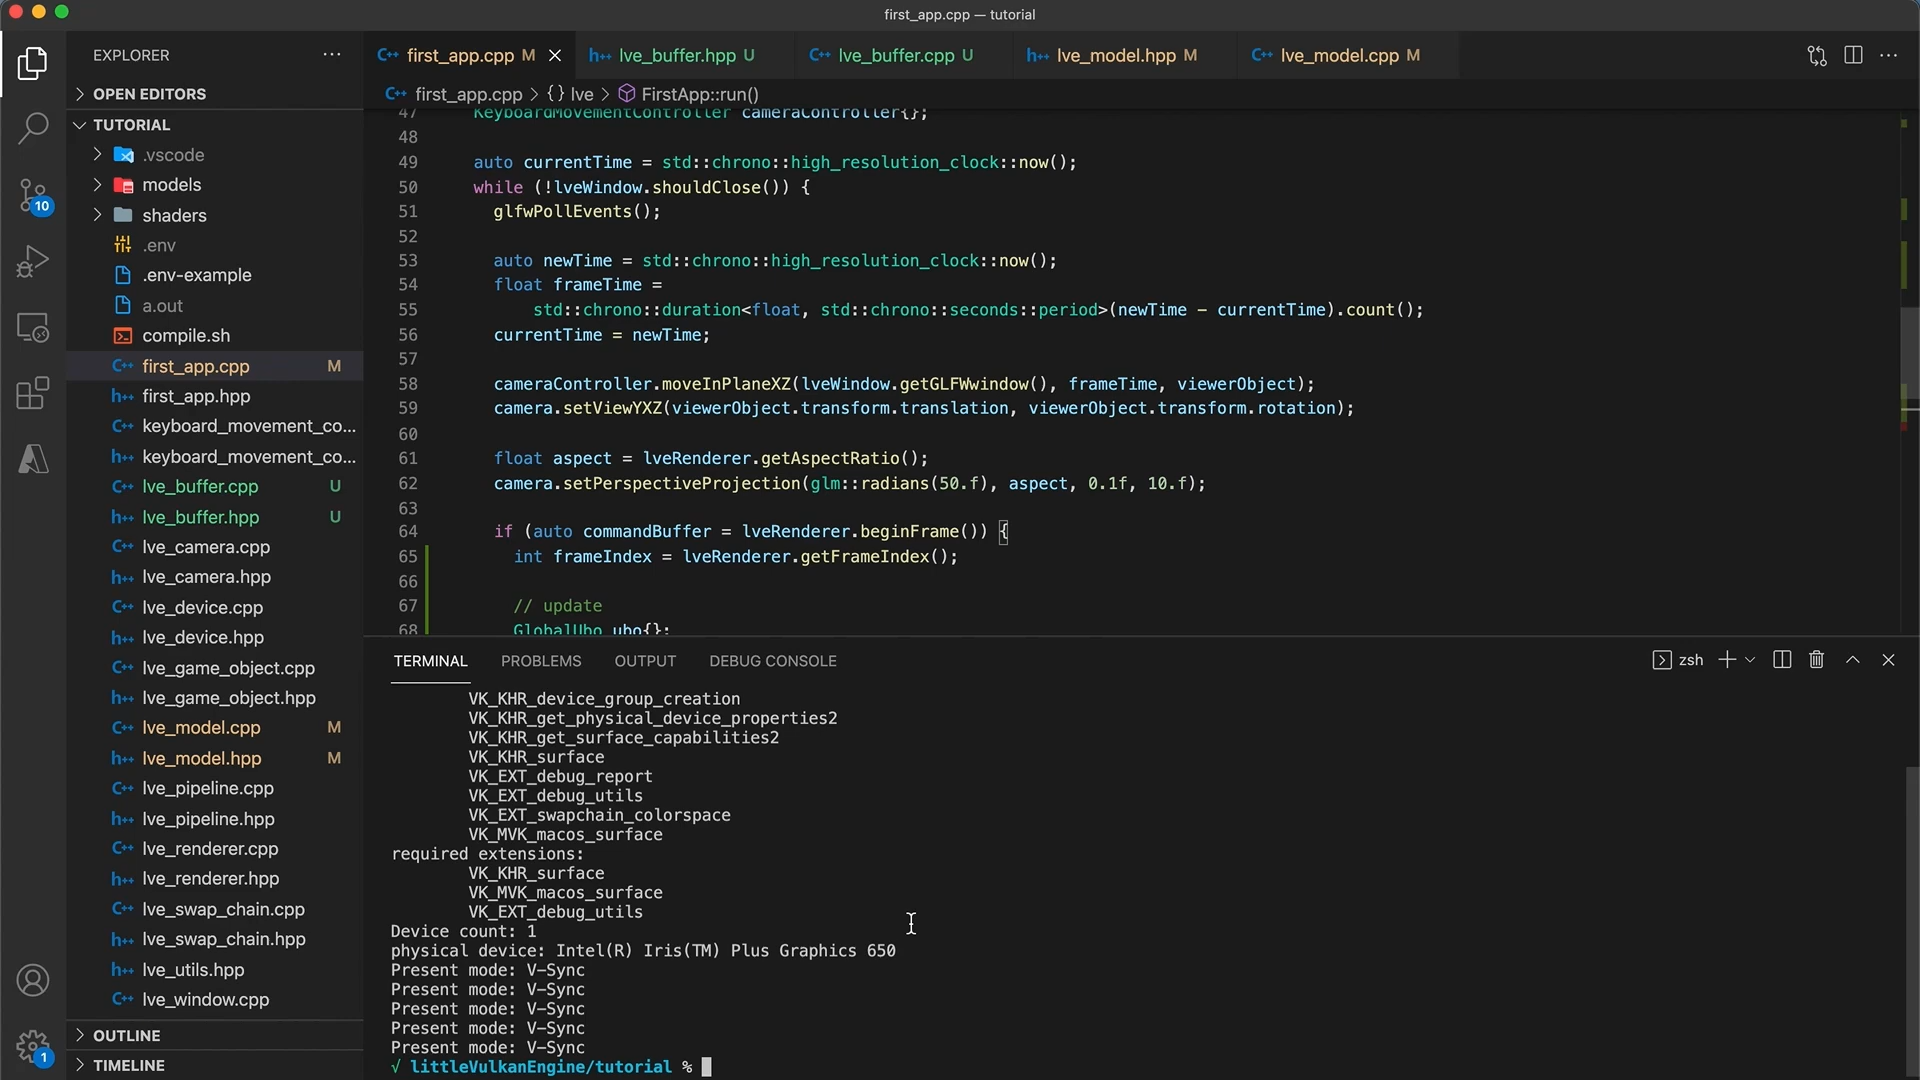 first_app.cpp — tutorial
EXPLORER
OPEN EDITORS
TUTORIAL
.vscode
models
shaders
.env
.env-example
a.out
compile.sh
first_app.cpp M
first_app.hpp
keyboard_movement_co...
keyboard_movement_co...
lve_buffer.cpp U
lve_buffer.hpp U
lve_camera.cpp
lve_camera.hpp
lve_device.cpp
lve_device.hpp
lve_game_object.cpp
lve_game_object.hpp
lve_model.cpp M
lve_model.hpp M
lve_pipeline.cpp
lve_pipeline.hpp
lve_renderer.cpp
lve_renderer.hpp
lve_swap_chain.cpp
lve_swap_chain.hpp
lve_utils.hpp
lve_window.cpp
OUTLINE
TIMELINE
10
1
first_app.cpp M lve_buffer.hpp U lve_buffer.cpp U lve_model.hpp M lve_model.cpp M
first_app.cpp > {} lve > FirstApp::run()
47 KeyboardMovementController cameraController{};
48
49 auto currentTime = std::chrono::high_resolution_clock::now();
50 while (!lveWindow.shouldClose()) {
51 glfwPollEvents();
52
53 auto newTime = std::chrono::high_resolution_clock::now();
54 float frameTime =
55 std::chrono::duration<float, std::chrono::seconds::period>(newTime - currentTime).count();
56 currentTime = newTime;
57
58 cameraController.moveInPlaneXZ(lveWindow.getGLFWwindow(), frameTime, viewerObject);
59 camera.setViewYXZ(viewerObject.transform.translation, viewerObject.transform.rotation);
60
61 float aspect = lveRenderer.getAspectRatio();
62 camera.setPerspectiveProjection(glm::radians(50.f), aspect, 0.1f, 10.f);
63
64 if (auto commandBuffer = lveRenderer.beginFrame()) {
65 int frameIndex = lveRenderer.getFrameIndex();
66
67 // update
68 GlobalUbo ubo{};
TERMINAL PROBLEMS OUTPUT DEBUG CONSOLE
zsh
VK_KHR_device_group_creation
VK_KHR_get_physical_device_properties2
VK_KHR_get_surface_capabilities2
VK_KHR_surface
VK_EXT_debug_report
VK_EXT_debug_utils
VK_EXT_swapchain_colorspace
VK_MVK_macos_surface
required extensions:
VK_KHR_surface
VK_MVK_macos_surface
VK_EXT_debug_utils
Device count: 1
physical device: Intel(R) Iris(TM) Plus Graphics 650
Present mode: V-Sync
Present mode: V-Sync
Present mode: V-Sync
Present mode: V-Sync
Present mode: V-Sync
√ littleVulkanEngine/tutorial %